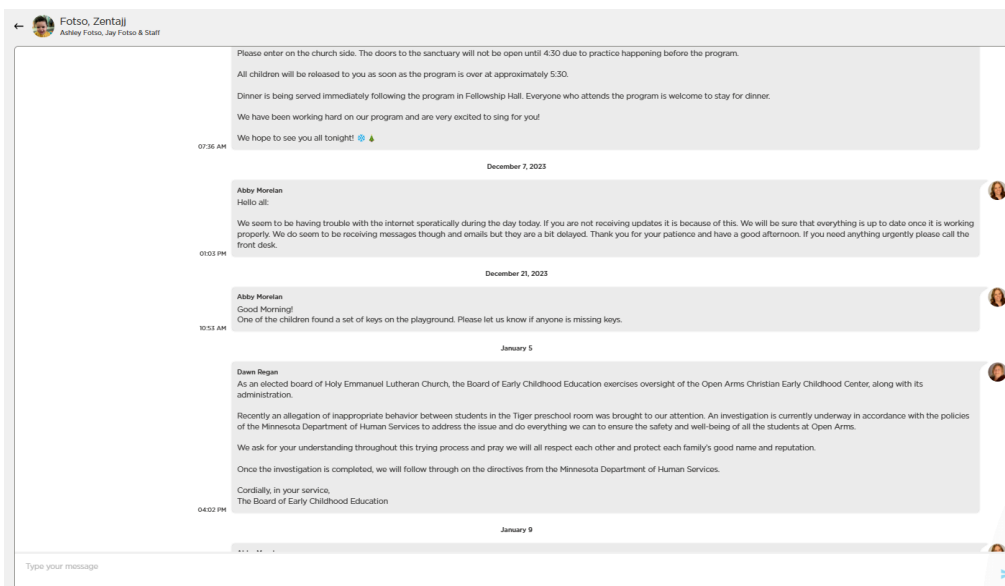 Fotso, Zentajj
Ashley Fotso, Jay Fotso & Staff
Please enter on the church side. The doors to the sanctuary will not be open until 4:30 due to practice happening before the program.
All children will be released to you as soon as the program is over at approximately 5:30.
Dinner is being served immediately following the program in Fellowship Hall. Everyone who attends the program is welcome to stay for dinner.
We have been working hard on our program and are very excited to sing for you!
We hope to see you all tonight! ❄️ 🌲
07:36 AM
December 7, 2023
Abby Morelan
Hello all:
We seem to be having trouble with the internet speratically during the day today. If you are not receiving updates it is because of this. We will be sure that everything is up to date once it is working
properly. We do seem to be receiving messages though and emails but they are a bit delayed. Thank you for your patience and have a good afternoon. If you need anything urgently please call the
front desk.
01:03 PM
December 21, 2023
Abby Morelan
Good Morning!
One of the children found a set of keys on the playground. Please let us know if anyone is missing keys.
10:53 AM
January 5
Dawn Regan
As an elected board of Holy Emmanuel Lutheran Church, the Board of Early Childhood Education exercises oversight of the Open Arms Christian Early Childhood Center, along with its
administration.
Recently an allegation of inappropriate behavior between students in the Tiger preschool room was brought to our attention. An investigation is currently underway in accordance with the policies
of the Minnesota Department of Human Services to address the issue and do everything we can to ensure the safety and well-being of all the students at Open Arms.
We ask for your understanding throughout this trying process and pray we will all respect each other and protect each family's good name and reputation.
Once the investigation is completed, we will follow through on the directives from the Minnesota Department of Human Services.
Cordially, in your service,
The Board of Early Childhood Education
04:02 PM
January 9
Type your message